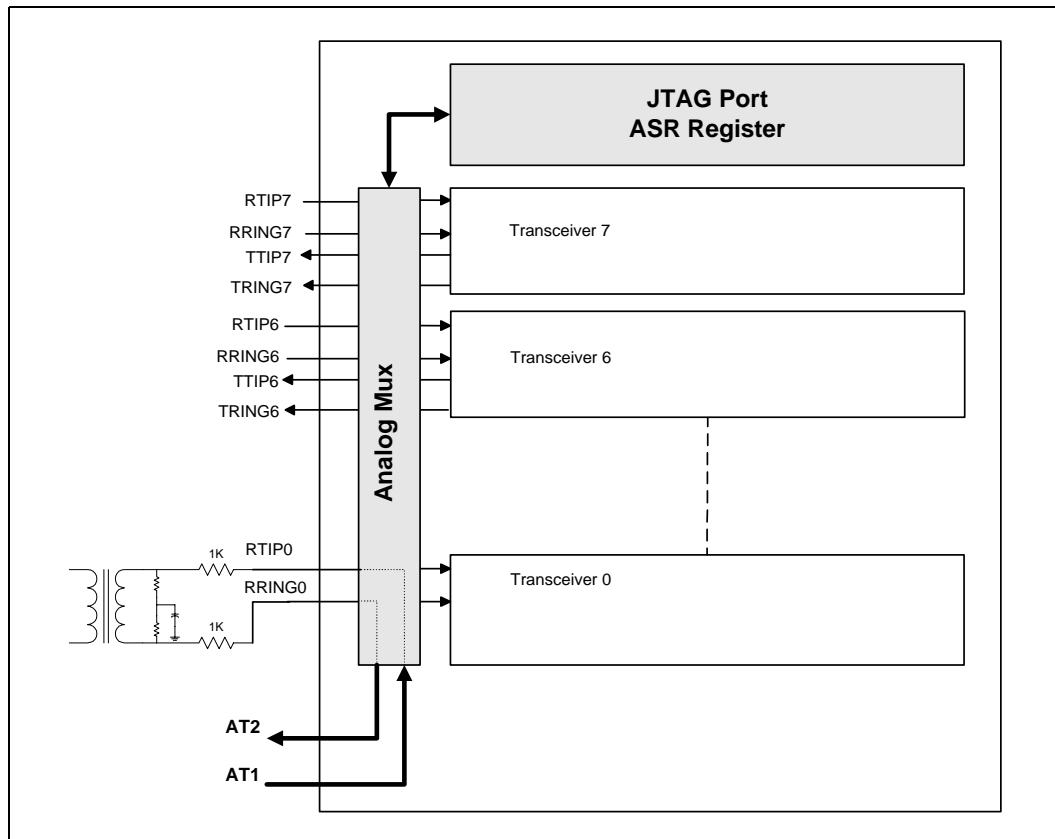 JTAG Port
ASR Register
RTIP7
RRING7
TTIP7
TRING7
Transceiver 7
RTIP6
RRING6
TTIP6
TRING6
Transceiver 6
Analog Mux
1K
RTIP0
RRING0
1K
Transceiver 0
AT2
AT1